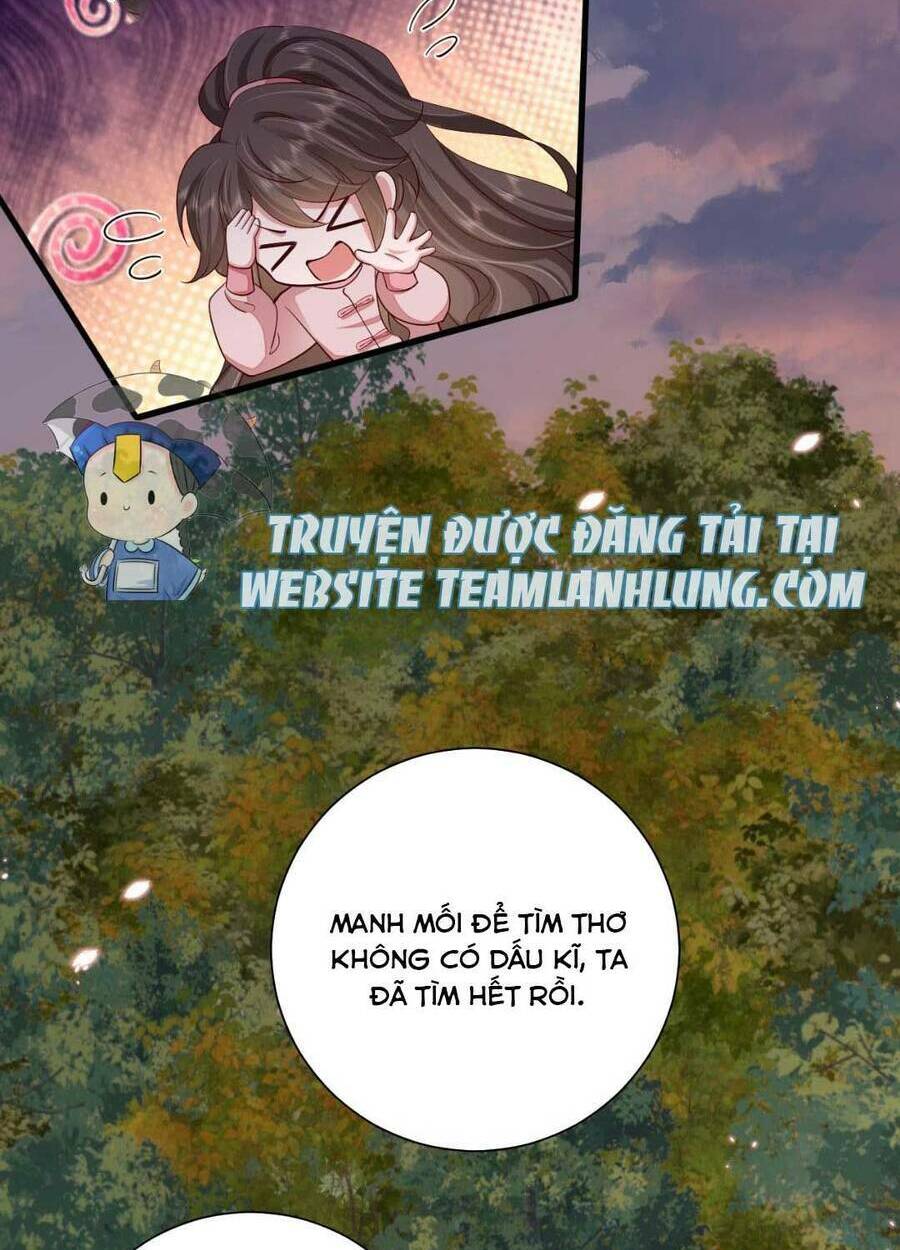 TRUYỆN ĐƯỢC ĐĂNG TẢI TẠI
WEBSITE TEAMLANHLUNG.COM
MANH MỐI ĐỂ TÌM THƠ
KHÔNG CÓ DẤU KĨ, TA
ĐÃ TÌM HẾT RỒI.